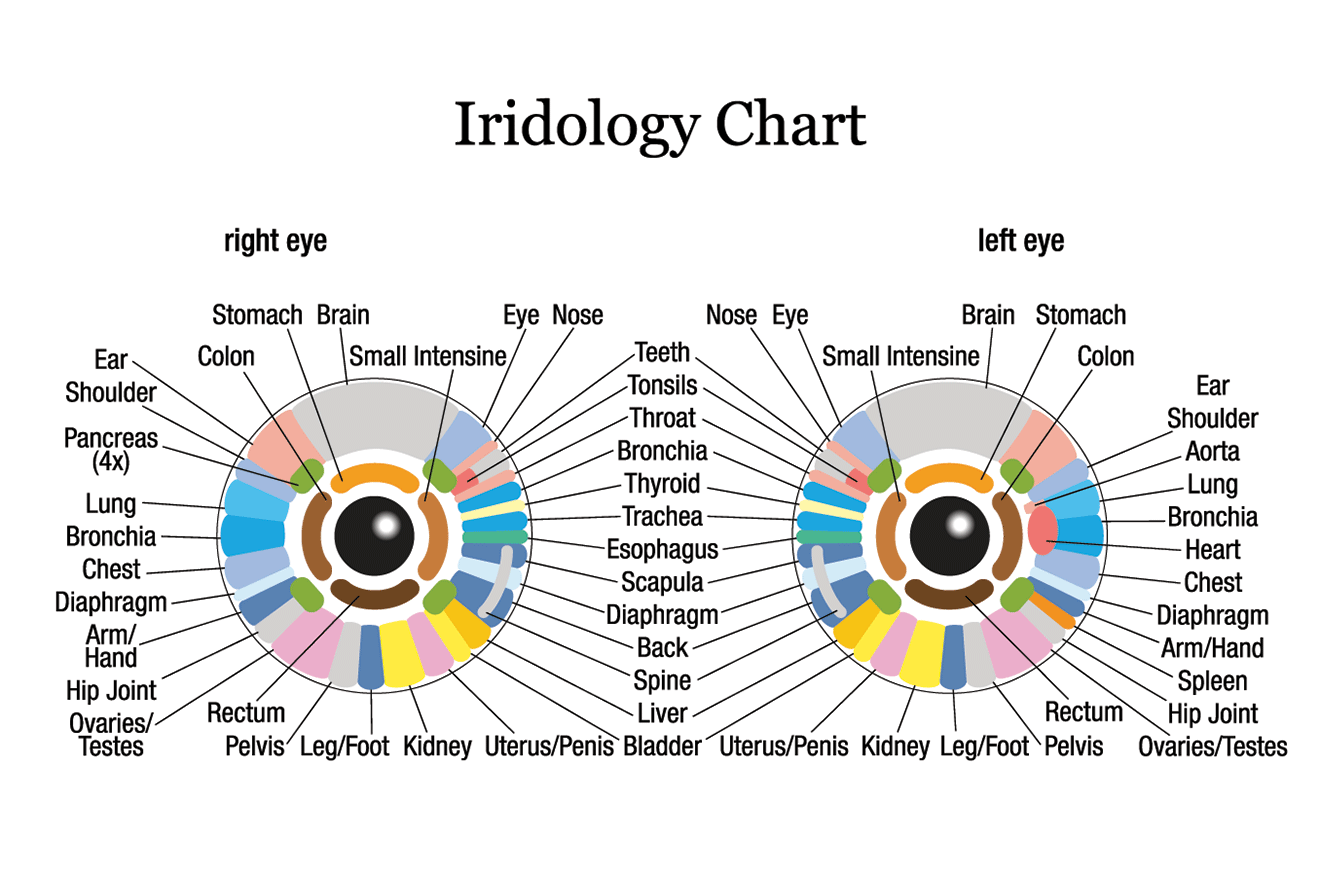 Iridology Chart
right eye
left eye
Stomach
Brain
Eye
Nose
Colon
Small Intensine
Ear
Shoulder
Pancreas
(4x)
Lung
Bronchia
Chest
Diaphragm
Arm/
Hand
Hip Joint
Ovaries/
Testes
Rectum
Pelvis
Leg/Foot
Kidney
Uterus/Penis
Teeth
Tonsils
Throat
Bronchia
Thyroid
Trachea
Esophagus
Scapula
Diaphragm
Back
Spine
Liver
Bladder
Nose
Eye
Brain
Stomach
Small Intensine
Colon
Ear
Shoulder
Aorta
Lung
Bronchia
Heart
Chest
Diaphragm
Arm/Hand
Spleen
Hip Joint
Ovaries/Testes
Rectum
Uterus/Penis
Kidney
Leg/Foot
Pelvis